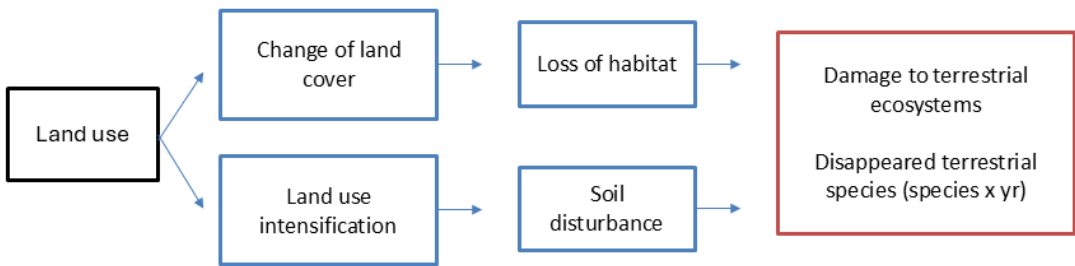 Land use
Change of land
cover
Loss of habitat
Land use
intensification
Soil
disturbance
Damage to terrestrial
ecosystems
Disappeared terrestrial
species (species x yr)